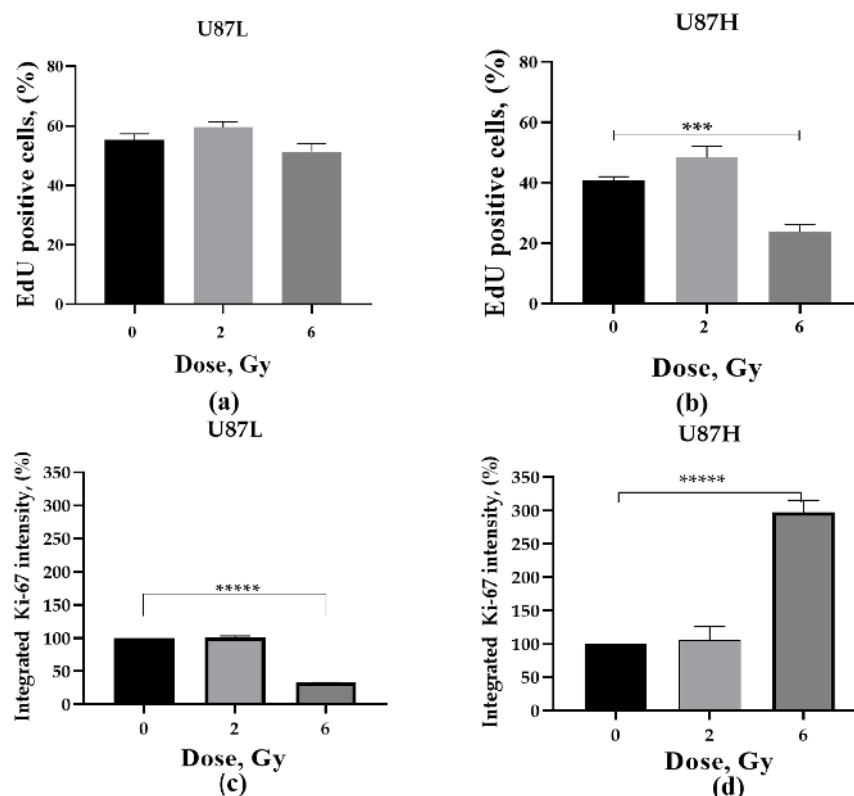 U87L
EdU positive cells, (%)
80
60
40
20
0
0 2 6
Dose, Gy
(a)
U87H
EdU positive cells, (%)
80
60
40
20
0
***
0 2 6
Dose, Gy
(b)
U87L
Integrated Ki-67 intensity, (%)
350
300
250
200
150
100
50
0
*****
0 2 6
Dose, Gy
(c)
U87H
Integrated Ki-67 intensity, (%)
350
300
250
200
150
100
50
0
*****
0 2 6
Dose, Gy
(d)